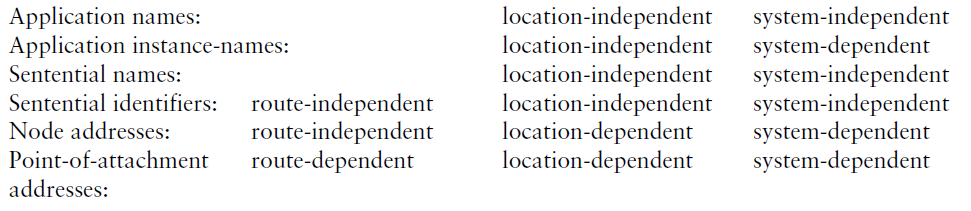 Application names: location-independent system-independent
Application instance-names: location-independent system-dependent
Sentential names: location-independent system-independent
Sentential identifiers: route-independent location-independent system-independent
Node addresses: route-independent location-dependent system-dependent
Point-of-attachment route-dependent location-dependent system-dependent
addresses: